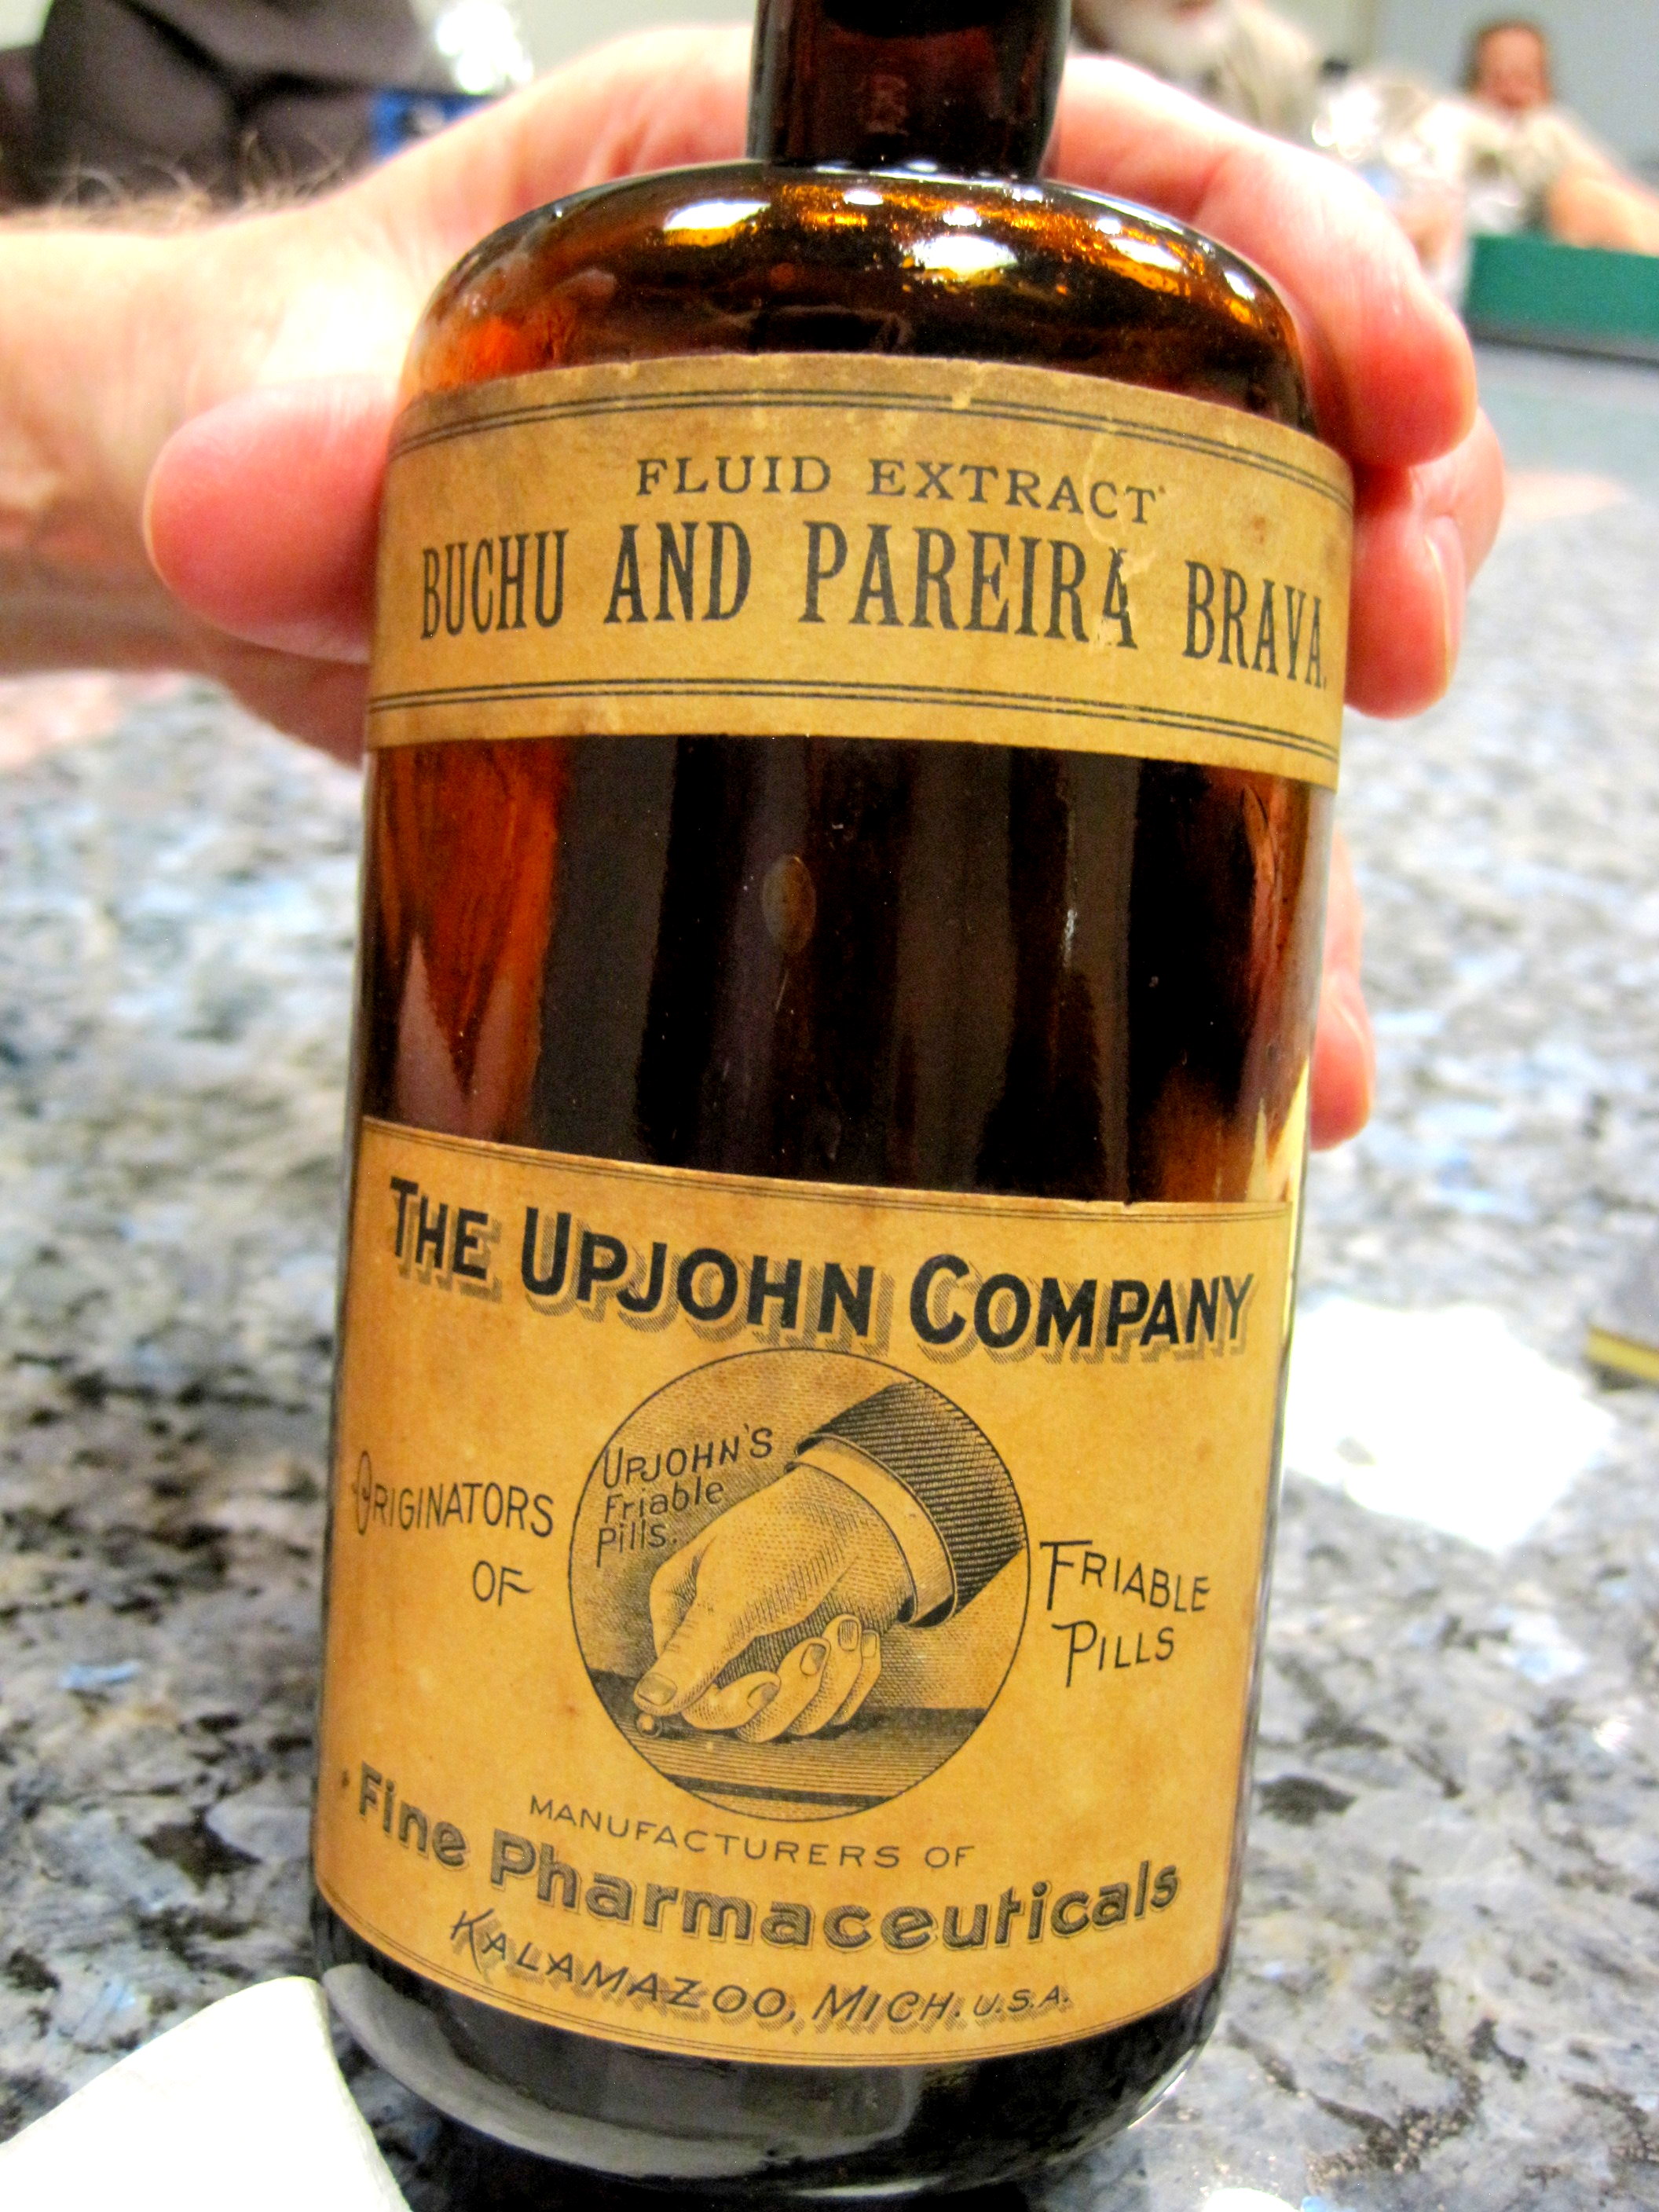 FLUID EXTRACT
BUCHU AND PAREIRA BRAVA.
THE UPJOHN COMPANY
UPJOHN'S
Friable
Pills.
ORIGINATORS
OF
FRIABLE
PILLS
MANUFACTURERS OF
Fine Pharmaceuticals
KALAMAZOO, MICH. U.S.A.